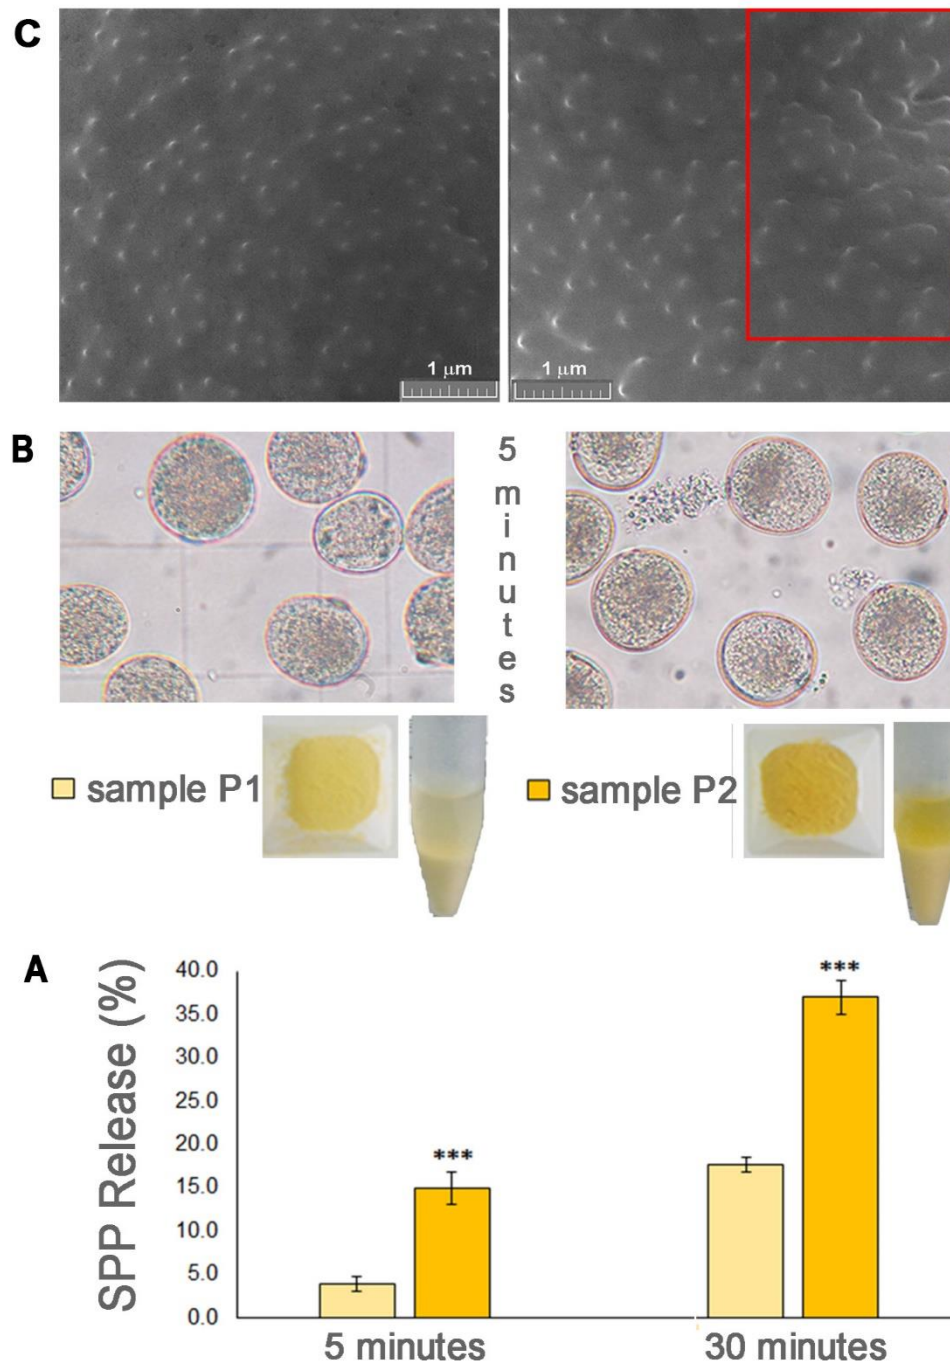 C
1 μm
1 μm
B
5 minutes
sample P1
sample P2
A
SPP Release (%)
40.0
35.0
30.0
25.0
20.0
15.0
10.0
5.0
0.0
***
***
5 minutes
30 minutes